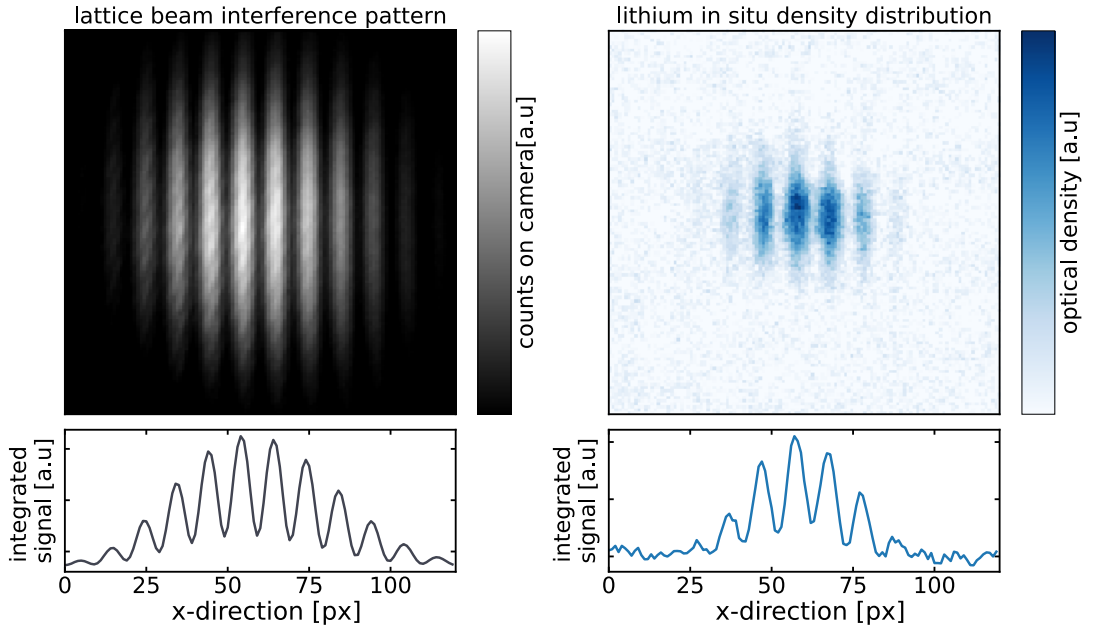 lattice beam interference pattern
counts on camera[a.u]
lithium in situ density distribution
optical density [a.u]
integrated
signal [a.u]
0 25 50 75 100
x-direction [px]
integrated
signal [a.u]
0 25 50 75 100
x-direction [px]